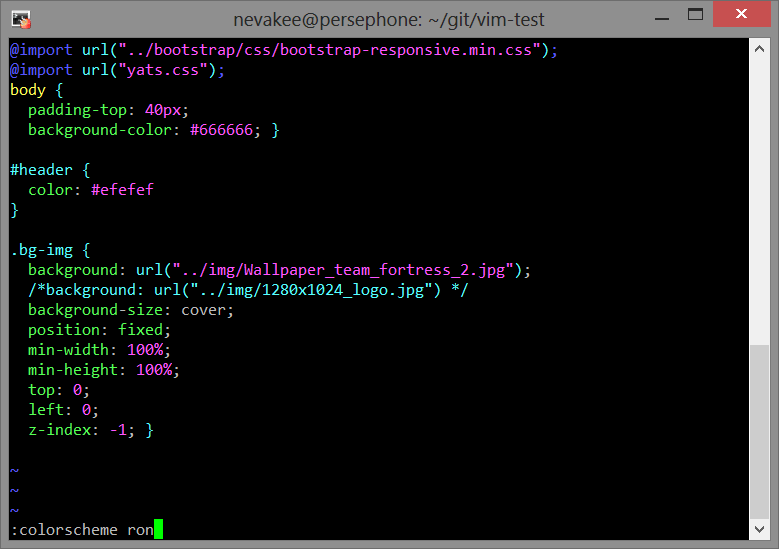 nevakee@persephone: ~/git/vim-test
@import url("../bootstrap/css/bootstrap-responsive.min.css");
@import url("yats.css");
body {
  padding-top: 40px;
  background-color: #666666; }

#header {
  color: #efefef
}

.bg-img {
  background: url("../img/Wallpaper_team_fortress_2.jpg");
  /*background: url("../img/1280x1024_logo.jpg") */
  background-size: cover;
  position: fixed;
  min-width: 100%;
  min-height: 100%;
  top: 0;
  left: 0;
  z-index: -1; }

~
~
~
:colorscheme ron